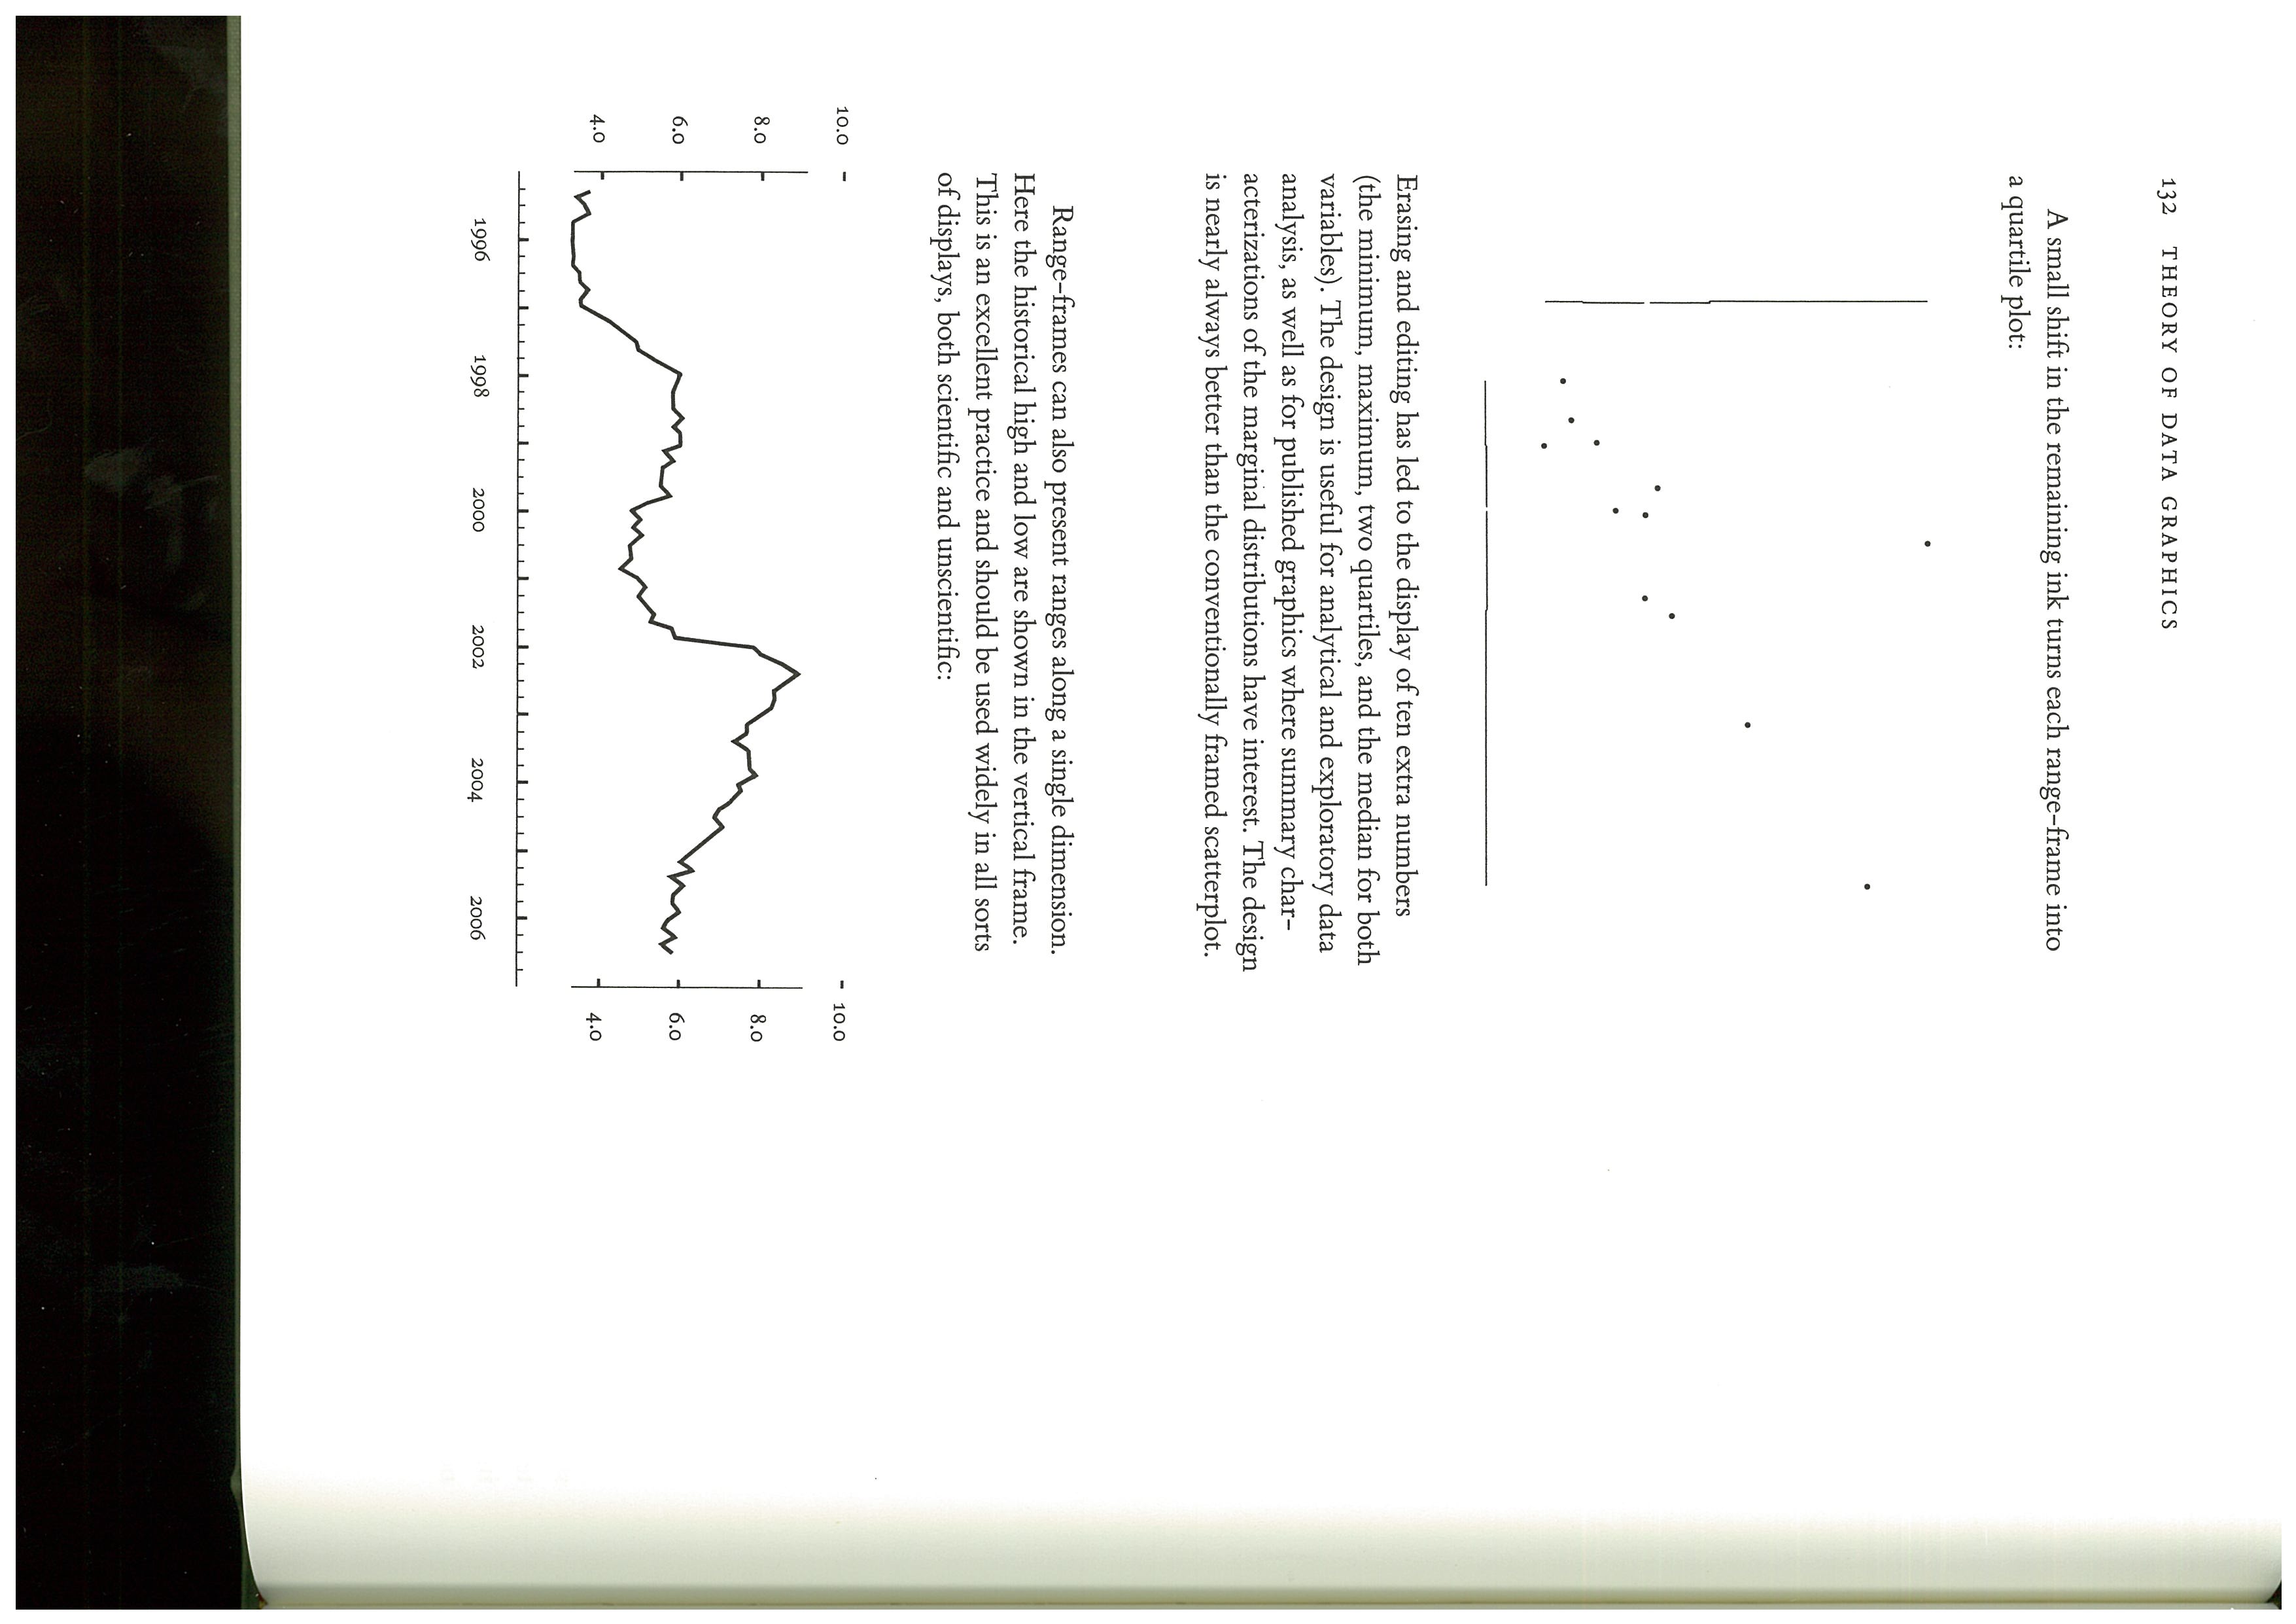 132 THEORY OF DATA GRAPHICS
A small shift in the remaining ink turns each range-frame into
a quartile plot:
Erasing and editing has led to the display of ten extra numbers
(the minimum, maximum, two quartiles, and the median for both
variables). The design is useful for analytical and exploratory data
analysis, as well as for published graphics where summary char-
acterizations of the marginal distributions have interest. The design
is nearly always better than the conventionally framed scatterplot.
Range-frames can also present ranges along a single dimension.
Here the historical high and low are shown in the vertical frame.
This is an excellent practice and should be used widely in all sorts
of displays, both scientific and unscientific:
10.0 10.0
8.0 8.0
6.0 6.0
4.0 4.0
1996 1998 2000 2002 2004 2006